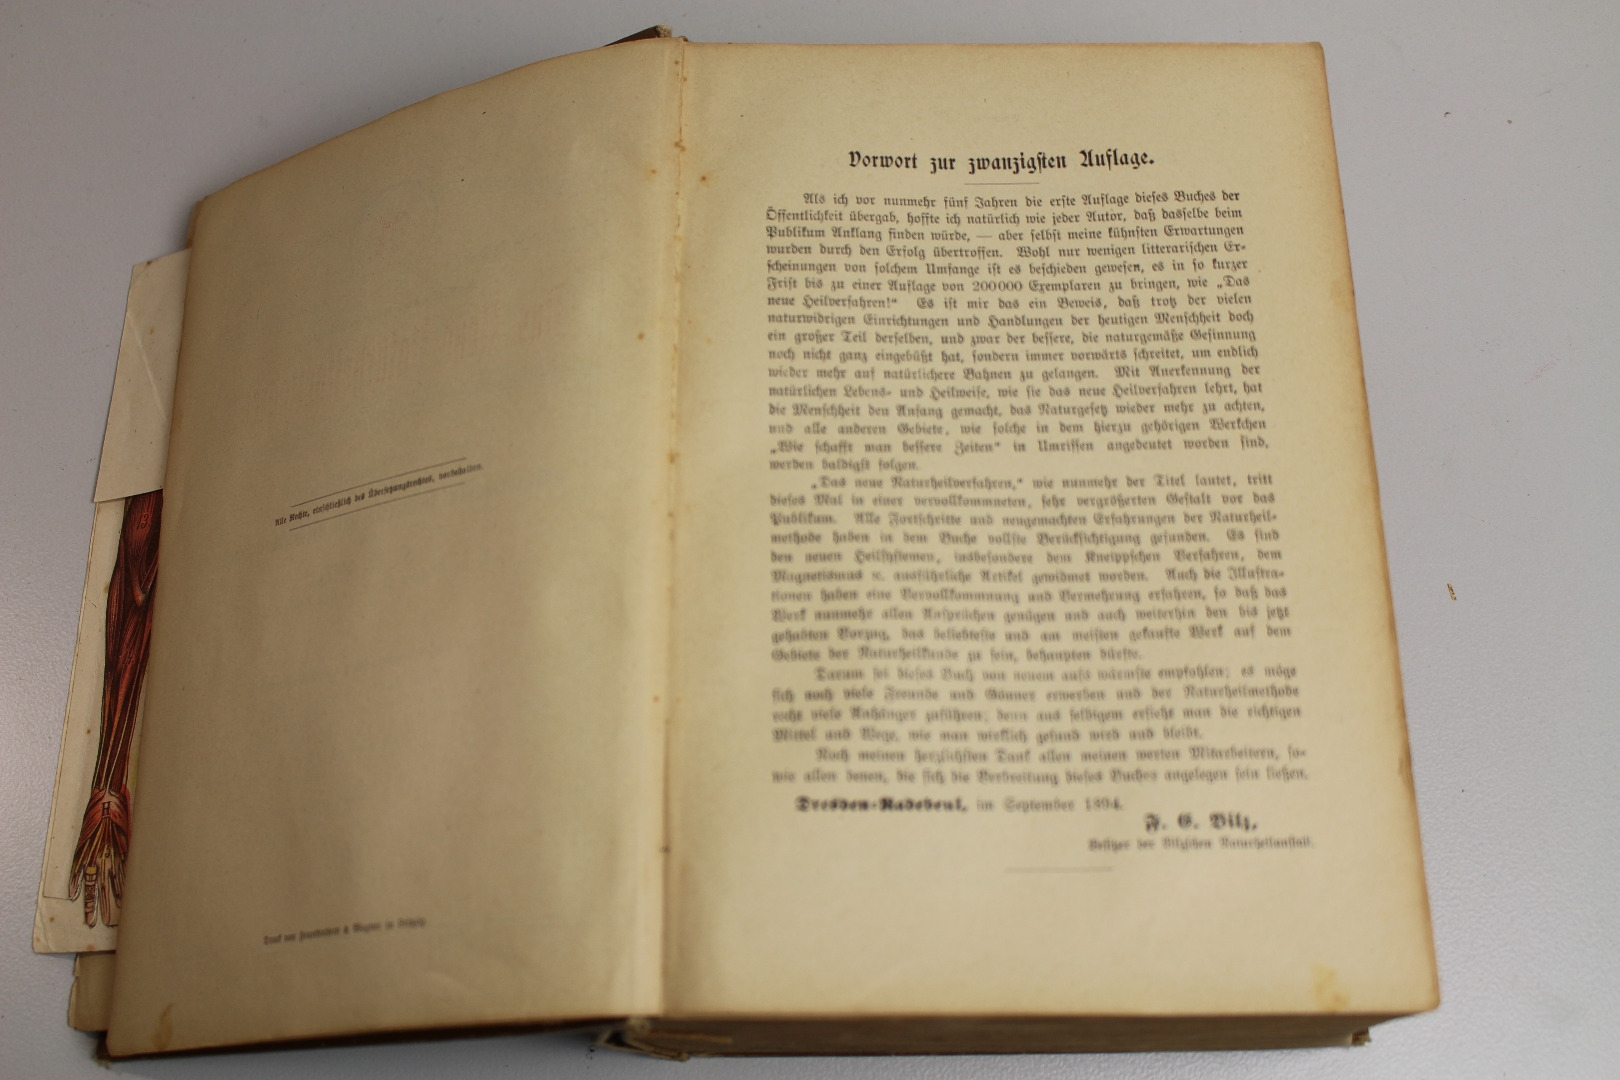 Alle Rechte, einschließlich des Übersetzungsrechtes, vorbehalten.
Druck von & Wagner in Leipzig.
Vorwort zur zwanzigsten Auflage.
Als ich vor nunmehr fünf Jahren die erste Auflage dieses Buches der
Öffentlichkeit übergab, hoffte ich natürlich wie jeder Autor, daß dasselbe beim
Publikum Anklang finden würde, — aber selbst meine kühnsten Erwartungen
wurden durch den Erfolg übertroffen. Wohl nur wenigen litterarischen Er-
scheinungen von solchem Umfange ist es beschieden gewesen, es in so kurzer
Frist bis zu einer Auflage von 200000 Exemplaren zu bringen, wie „Das
neue Heilverfahren!“ Es ist mir das ein Beweis, daß trotz der vielen
naturwidrigen Einrichtungen und Handlungen der heutigen Menschheit doch
ein großer Teil derselben, und zwar der bessere, die naturgemäße Gesinnung
noch nicht ganz eingebüßt hat, sondern immer vorwärts schreitet, um endlich
wieder mehr auf natürlichere Bahnen zu gelangen. Mit Anerkennung der
natürlichen Lebens- und Heilweise, wie sie das neue Heilverfahren lehrt, hat
die Menschheit den Anfang gemacht, das Naturgesetz wieder mehr zu achten,
und alle anderen Gebiete, wie solche in dem hierzu gehörigen Werkchen
„Wie schafft man bessere Zeiten“ in Umrissen angedeutet worden sind,
werden baldigst folgen.
„Das neue Naturheilverfahren,“ wie nunmehr der Titel lautet, tritt
dieses Mal in einer vervollkommneten, sehr vergrößerten Gestalt vor das
Publikum. Alle Fortschritte und neugemachten Erfahrungen der Naturheil-
methode haben in dem Buche vollste Berücksichtigung gefunden. Es sind
den neuen Heilsystemen, insbesondere dem Kneippschen Verfahren, dem
Magnetismus ꝛc. ausführliche Artikel gewidmet worden. Auch die Illustra-
tionen haben eine Vervollkommnung und Vermehrung erfahren, so daß das
Werk nunmehr allen Ansprüchen genügen und auch weiterhin den bis jetzt
gehabten Vorzug, das beliebteste und am meisten gekaufte Werk auf dem
Gebiete der Naturheilkunde zu sein, behaupten dürfte.
Darum sei dieses Buch von neuem aufs wärmste empfohlen; es möge
sich noch viele Freunde und Gönner erwerben und der Naturheilmethode
recht viele Anhänger zuführen; denn aus selbigem ersieht man die richtigen
Mittel und Wege, wie man wirklich gesund wird und bleibt.
Noch meinen herzlichsten Dank allen meinen werten Mitarbeitern, so-
wie allen denen, die sich die Verbreitung dieses Buches angelegen sein ließen.
Dresden-Radebeul, im September 1894.
F. E. Bilz,
Besitzer der Bilzschen Naturheilanstalt.